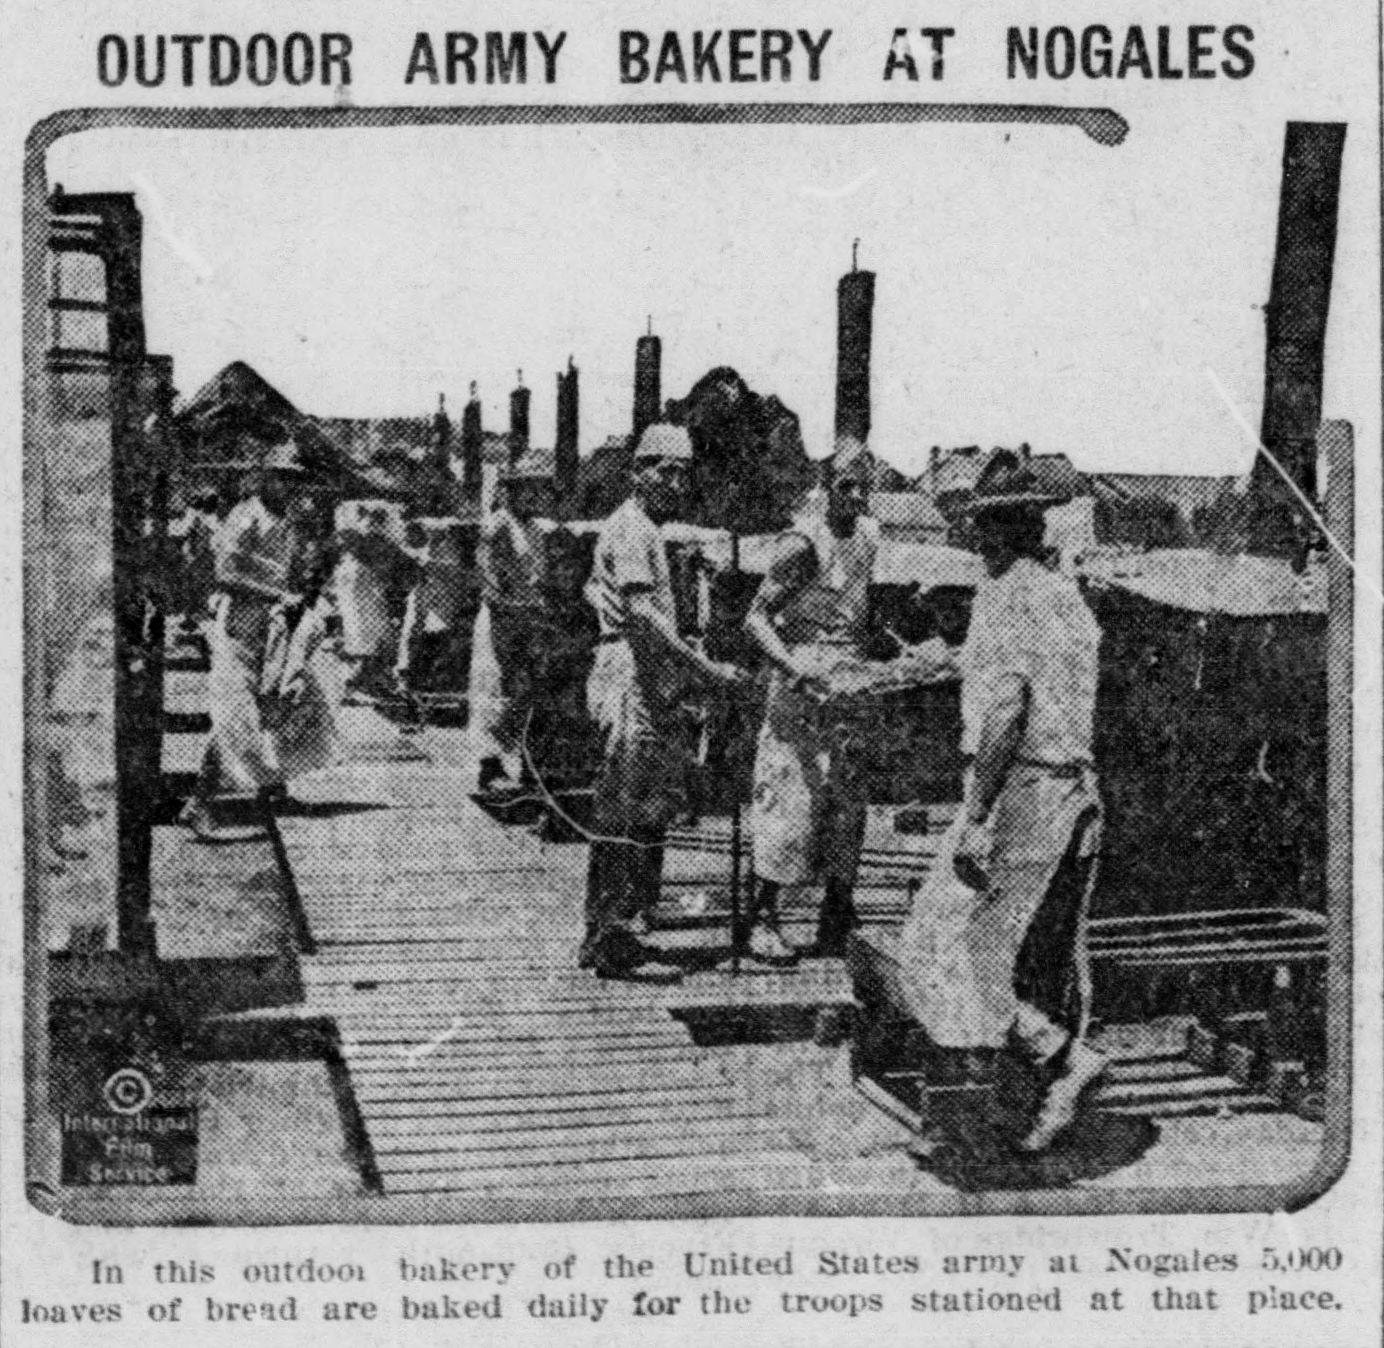 OUTDOOR ARMY BAKERY AT NOGALES
©
International
Film
Service
In this outdoor bakery of the United States army at Nogales 5,000
loaves of bread are baked daily for the troops stationed at that place.